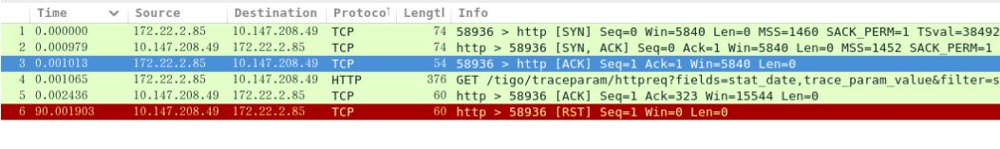 Time Source Destination Protocol Lengtl Info
1 0.000000 172.22.2.85 10.147.208.49 TCP 74 58936 > http [SYN] Seq=0 Win=5840 Len=0 MSS=1460 SACK_PERM=1 TSval=38492
2 0.000979 10.147.208.49 172.22.2.85 TCP 74 http > 58936 [SYN, ACK] Seq=0 Ack=1 Win=5840 Len=0 MSS=1452 SACK_PERM=1
3 0.001013 172.22.2.85 10.147.208.49 TCP 54 58936 > http [ACK] Seq=1 Ack=1 Win=5840 Len=0
4 0.001065 172.22.2.85 10.147.208.49 HTTP 376 GET /tigo/traceparam/httpreq?fields=stat_date,trace_param_value&filter=s
5 0.002436 10.147.208.49 172.22.2.85 TCP 60 http > 58936 [ACK] Seq=1 Ack=323 Win=15544 Len=0
6 90.001903 10.147.208.49 172.22.2.85 TCP 60 http > 58936 [RST] Seq=1 Win=0 Len=0